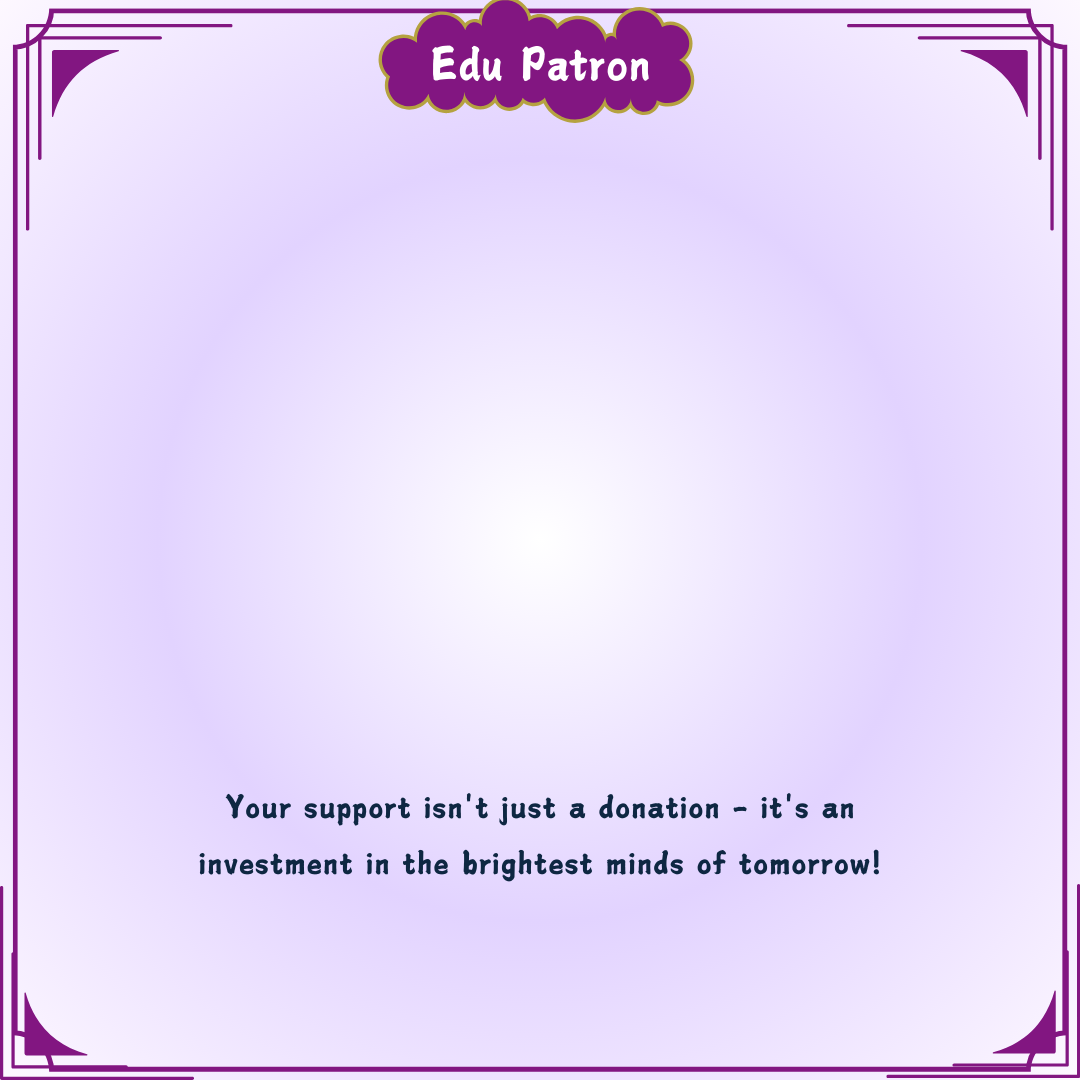 Edu Patron
Your support isn't just a donation – it's an
investment in the brightest minds of tomorrow!